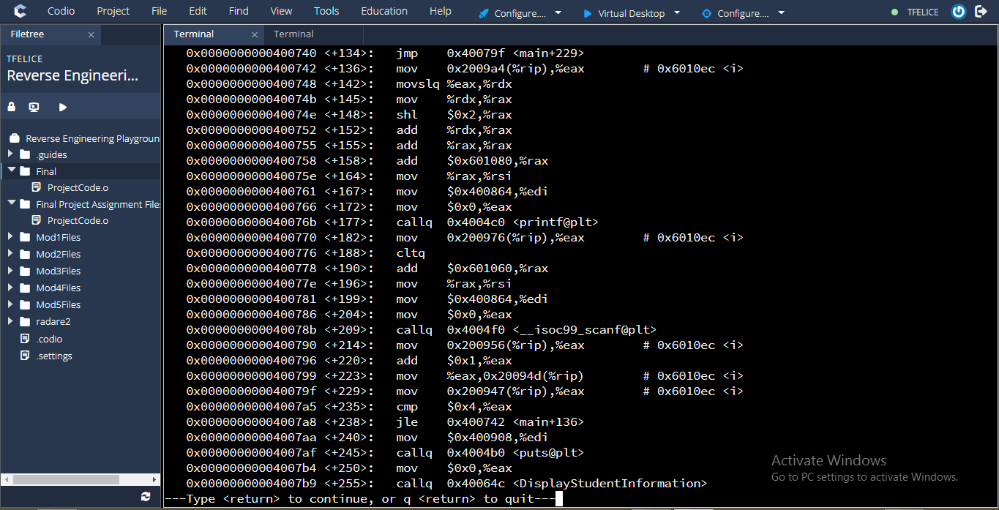 Codio Project File Edit Find View Tools Education Help Configure.... Virtual Desktop Configure.... TFELICE
Filetree
TFELICE
Reverse Engineeri...
Reverse Engineering Playgroun
.guides
Final
ProjectCode.o
Final Project Assignment Files
ProjectCode.o
Mod1Files
Mod2Files
Mod3Files
Mod4Files
Mod5Files
radare2
.codio
.settings
Terminal Terminal
0x0000000000400740 <+134>: jmp 0x40079f <main+229>
0x0000000000400742 <+136>: mov 0x2009a4(%rip),%eax # 0x6010ec <i>
0x0000000000400748 <+142>: movslq %eax,%rdx
0x000000000040074b <+145>: mov %rdx,%rax
0x000000000040074e <+148>: shl $0x2,%rax
0x0000000000400752 <+152>: add %rdx,%rax
0x0000000000400755 <+155>: add %rax,%rax
0x0000000000400758 <+158>: add $0x601080,%rax
0x000000000040075e <+164>: mov %rax,%rsi
0x0000000000400761 <+167>: mov $0x400864,%edi
0x0000000000400766 <+172>: mov $0x0,%eax
0x000000000040076b <+177>: callq 0x4004c0 <printf@plt>
0x0000000000400770 <+182>: mov 0x200976(%rip),%eax # 0x6010ec <i>
0x0000000000400776 <+188>: cltq
0x0000000000400778 <+190>: add $0x601060,%rax
0x000000000040077e <+196>: mov %rax,%rsi
0x0000000000400781 <+199>: mov $0x400864,%edi
0x0000000000400786 <+204>: mov $0x0,%eax
0x000000000040078b <+209>: callq 0x4004f0 <__isoc99_scanf@plt>
0x0000000000400790 <+214>: mov 0x200956(%rip),%eax # 0x6010ec <i>
0x0000000000400796 <+220>: add $0x1,%eax
0x0000000000400799 <+223>: mov %eax,0x20094d(%rip) # 0x6010ec <i>
0x000000000040079f <+229>: mov 0x200947(%rip),%eax # 0x6010ec <i>
0x00000000004007a5 <+235>: cmp $0x4,%eax
0x00000000004007a8 <+238>: jle 0x400742 <main+136>
0x00000000004007aa <+240>: mov $0x400908,%edi
0x00000000004007af <+245>: callq 0x4004b0 <puts@plt>
0x00000000004007b4 <+250>: mov $0x0,%eax
0x00000000004007b9 <+255>: callq 0x40064c <DisplayStudentInformation>
---Type <return> to continue, or q <return> to quit---
Activate Windows
Go to PC settings to activate Windows.